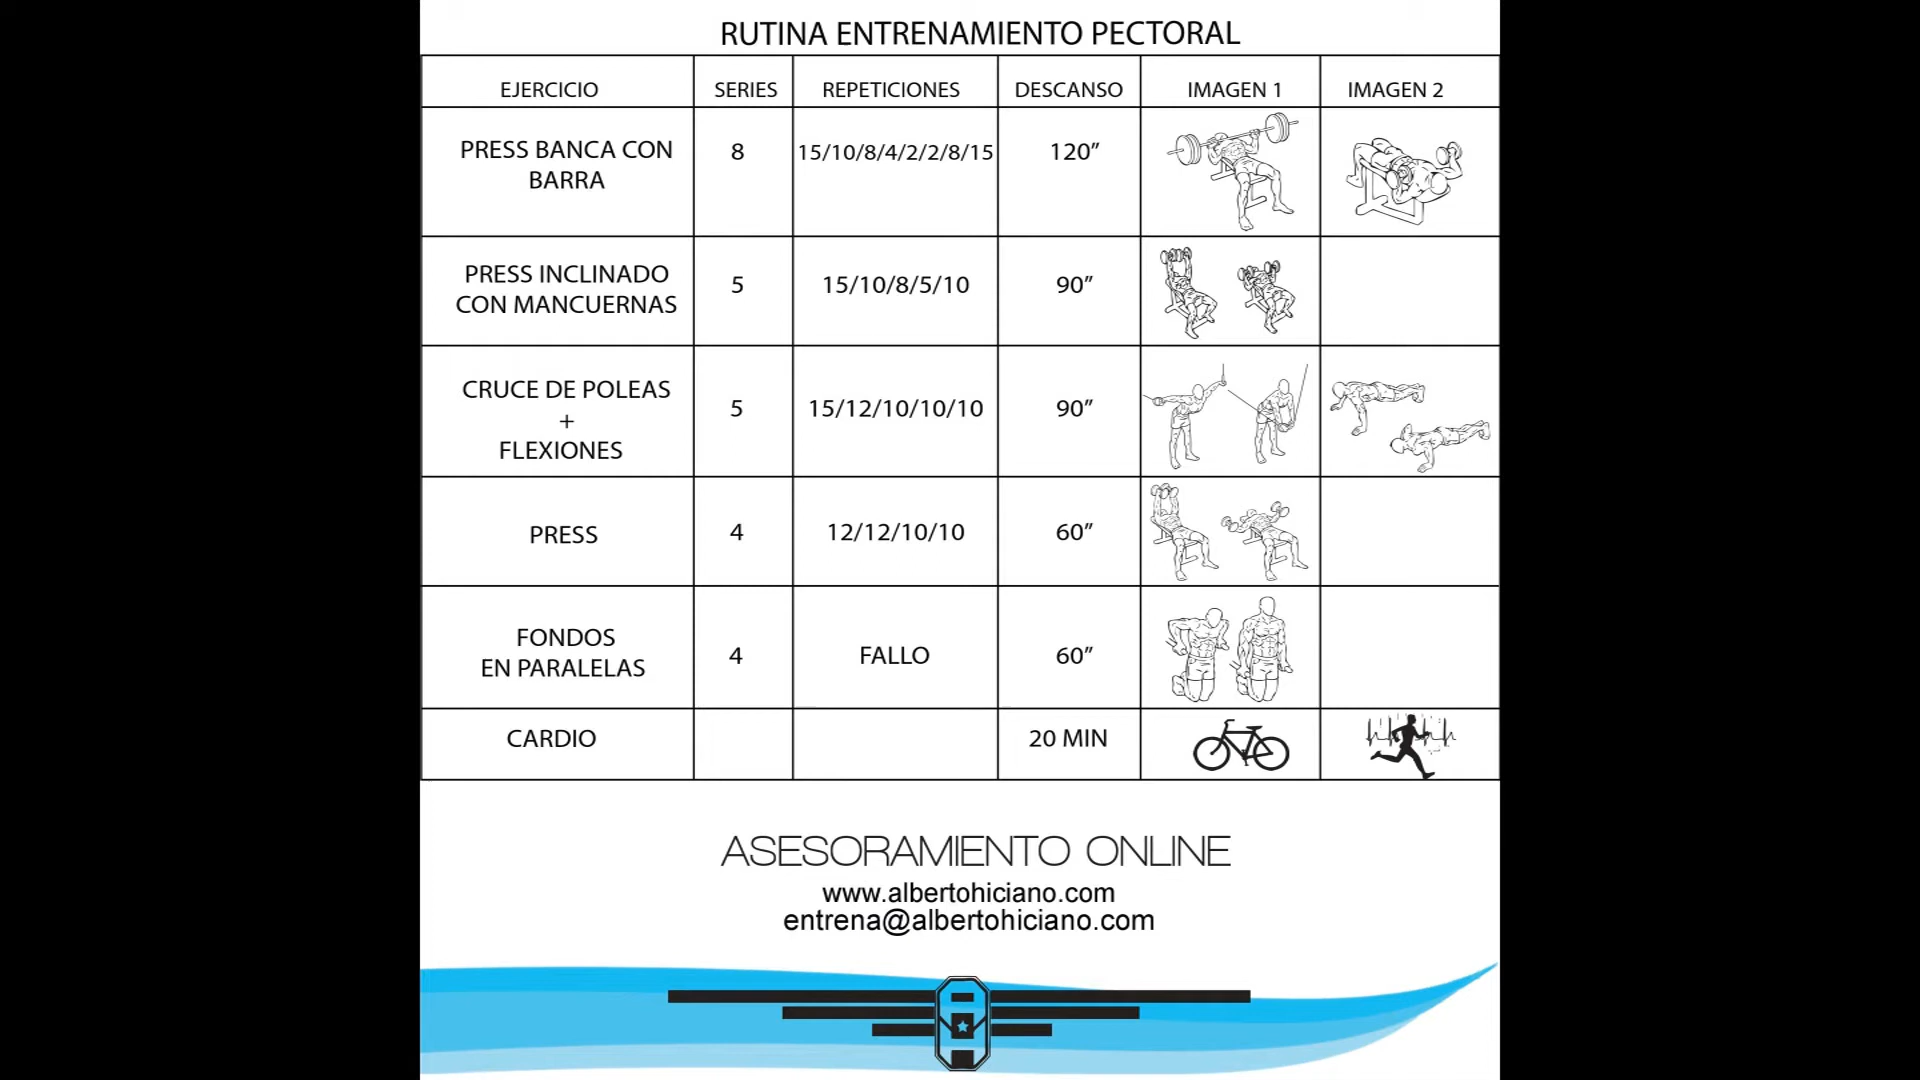 RUTINA ENTRENAMIENTO PECTORAL
EJERCICIO SERIES REPETICIONES DESCANSO IMAGEN 1 IMAGEN 2
PRESS BANCA CON
BARRA
8 15/10/8/4/2/2/8/15 120”
PRESS INCLINADO
CON MANCUERNAS
5 15/10/8/5/10 90”
CRUCE DE POLEAS
+
FLEXIONES
5 15/12/10/10/10 90”
PRESS 4 12/12/10/10 60”
FONDOS
EN PARALELAS
4 FALLO 60”
CARDIO 20 MIN
ASESORAMIENTO ONLINE
www.albertohiciano.com
entrena@albertohiciano.com